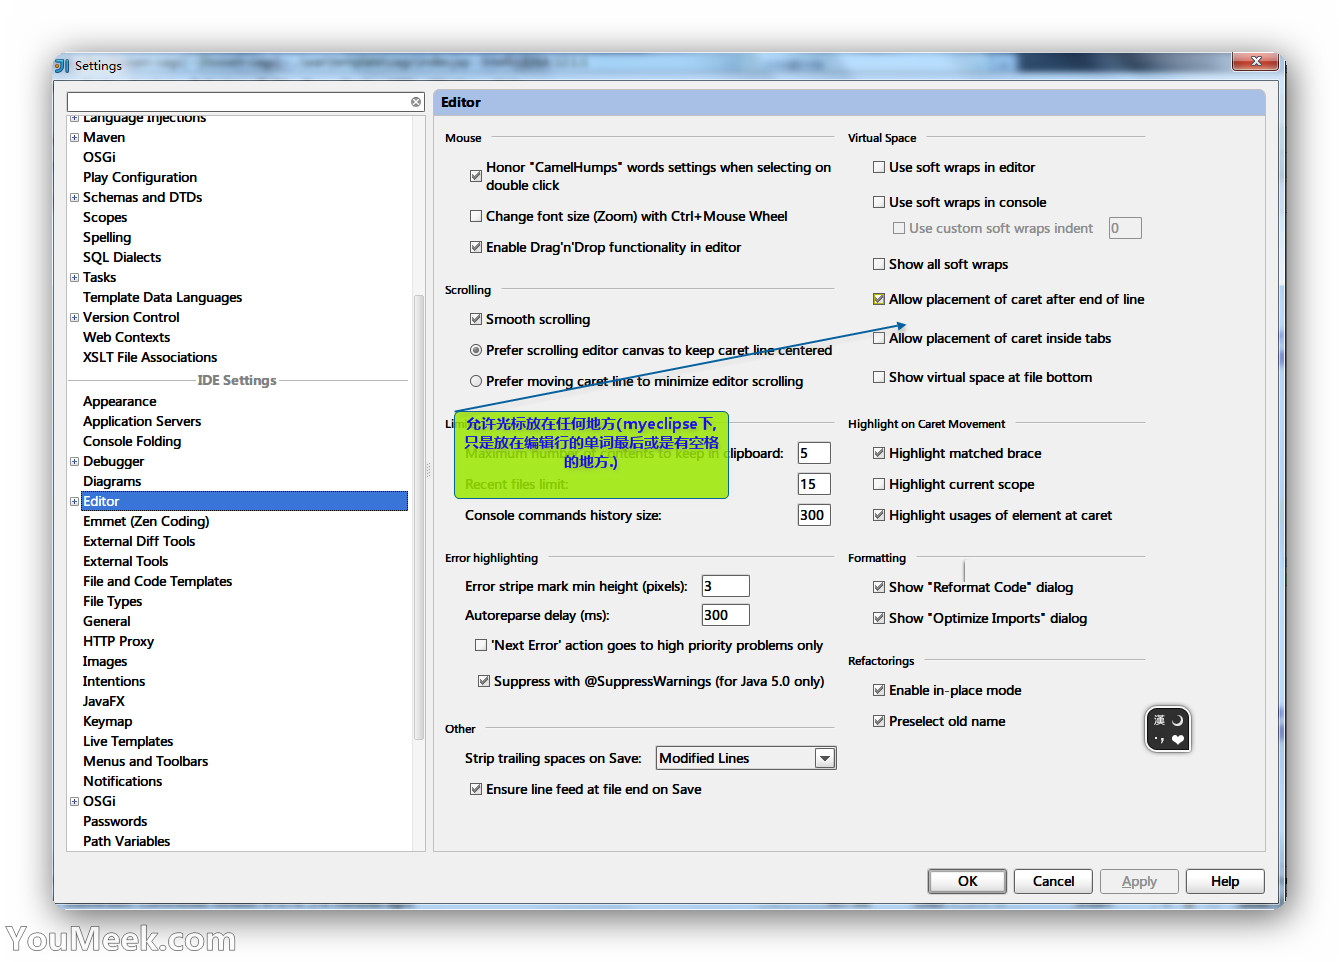 Settings
Editor
Language Injections
Maven
OSGi
Play Configuration
Schemas and DTDs
Scopes
Spelling
SQL Dialects
Tasks
Template Data Languages
Version Control
Web Contexts
XSLT File Associations
IDE Settings
Appearance
Application Servers
Console Folding
Debugger
Diagrams
Editor
Emmet (Zen Coding)
External Diff Tools
External Tools
File and Code Templates
File Types
General
HTTP Proxy
Images
Intentions
JavaFX
Keymap
Live Templates
Menus and Toolbars
Notifications
OSGi
Passwords
Path Variables
Mouse
Honor "CamelHumps" words settings when selecting on
double click
Change font size (Zoom) with Ctrl+Mouse Wheel
Enable Drag'n'Drop functionality in editor
Scrolling
Smooth scrolling
Prefer scrolling editor canvas to keep caret line centered
Prefer moving caret line to minimize editor scrolling
允许光标放在任何地方(myeclipse下,
只是放在编辑行的单词最后或是有空格
的地方.)
Maximum number of contents to keep in clipboard: 5
Recent files limit: 15
Console commands history size: 300
Error highlighting
Error stripe mark min height (pixels): 3
Autoreparse delay (ms): 300
'Next Error' action goes to high priority problems only
Suppress with @SuppressWarnings (for Java 5.0 only)
Other
Strip trailing spaces on Save: Modified Lines
Ensure line feed at file end on Save
Virtual Space
Use soft wraps in editor
Use soft wraps in console
Use custom soft wraps indent 0
Show all soft wraps
Allow placement of caret after end of line
Allow placement of caret inside tabs
Show virtual space at file bottom
Highlight on Caret Movement
Highlight matched brace
Highlight current scope
Highlight usages of element at caret
Formatting
Show "Reformat Code" dialog
Show "Optimize Imports" dialog
Refactorings
Enable in-place mode
Preselect old name
漢
OK
Cancel
Apply
Help
YouMeek.com